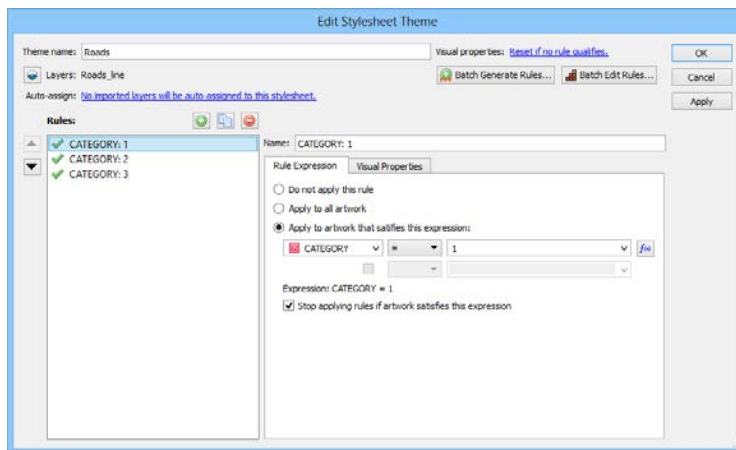 Edit Stylesheet Theme
Theme name: Roads
Visual properties: Reset if no rule qualifies.
OK
Layers: Roads_line
Batch Generate Rules...
Batch Edit Rules...
Cancel
Auto-assign: No imported layers will be auto-assigned to this stylesheet.
Apply
Rules:
Name: CATEGORY: 1
CATEGORY: 1
CATEGORY: 2
CATEGORY: 3
Rule Expression
Visual Properties
Do not apply this rule
Apply to all artwork
Apply to artwork that satifies this expression:
CATEGORY = 1
Expression: CATEGORY = 1
Stop applying rules if artwork satisfies this expression